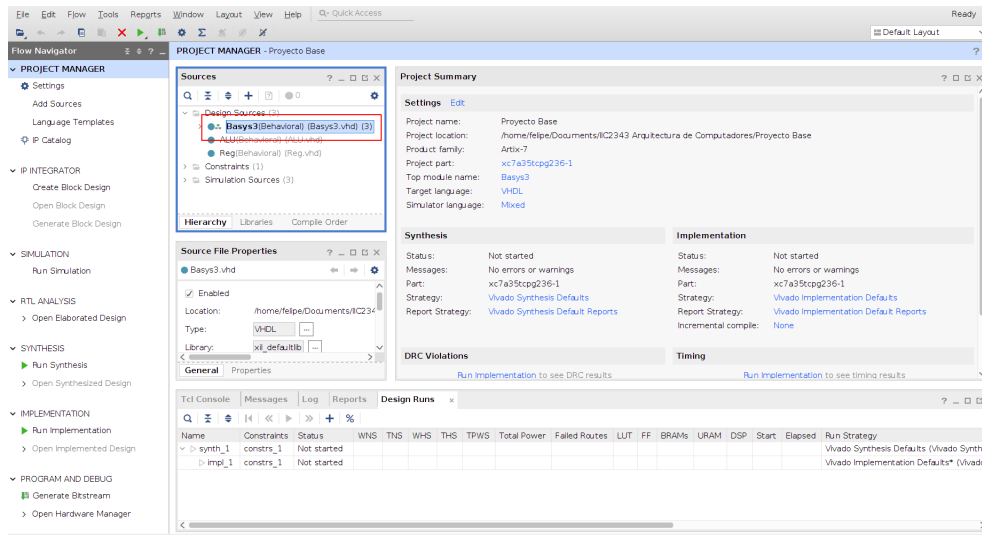 File Edit Flow Tools Reports Window Layout View Help Q- Quick Access Ready
Default Layout
Flow Navigator ? _
PROJECT MANAGER - Proyecto Base ?
PROJECT MANAGER
Settings
Add Sources
Language Templates
IP Catalog
IP INTEGRATOR
Create Block Design
Open Block Design
Generate Block Design
SIMULATION
Run Simulation
RTL ANALYSIS
Open Elaborated Design
SYNTHESIS
Run Synthesis
Open Synthesized Design
IMPLEMENTATION
Run Implementation
Open Implemented Design
PROGRAM AND DEBUG
Generate Bitstream
Open Hardware Manager
Sources
0
Design Sources (3)
Basys3(Behavioral) (Basys3.vhd) (3)
ALU(Behavioral) (ALU.vhd)
Reg(Behavioral) (Reg.vhd)
Constraints (1)
Simulation Sources (3)
Hierarchy Libraries Compile Order
Source File Properties
Basys3.vhd
Enabled
Location: /home/felipe/Documents/IIC234
Type: VHDL ...
Library: xil_defaultlib ...
General Properties
Project Summary
Settings Edit
Project name: Proyecto Base
Project location: /home/felipe/Documents/IIC2343 Arquitectura de Computadores/Proyecto Base
Product family: Artix-7
Project part: xc7a35tcpg236-1
Top module name: Basys3
Target language: VHDL
Simulator language: Mixed
Synthesis
Status: Not started
Messages: No errors or warnings
Part: xc7a35tcpg236-1
Strategy: Vivado Synthesis Defaults
Report Strategy: Vivado Synthesis Default Reports
Implementation
Status: Not started
Messages: No errors or warnings
Part: xc7a35tcpg236-1
Strategy: Vivado Implementation Defaults
Report Strategy: Vivado Implementation Default Reports
Incremental compile: None
DRC Violations
Run Implementation to see DRC results
Timing
Run Implementation to see timing results
Tcl Console Messages Log Reports Design Runs x
Name Constraints Status WNS TNS WHS THS TPWS Total Power Failed Routes LUT FF BRAMs URAM DSP Start Elapsed Run Strategy
synth_1 constrs_1 Not started Vivado Synthesis Defaults (Vivado Synth
impl_1 constrs_1 Not started Vivado Implementation Defaults* (Vivado